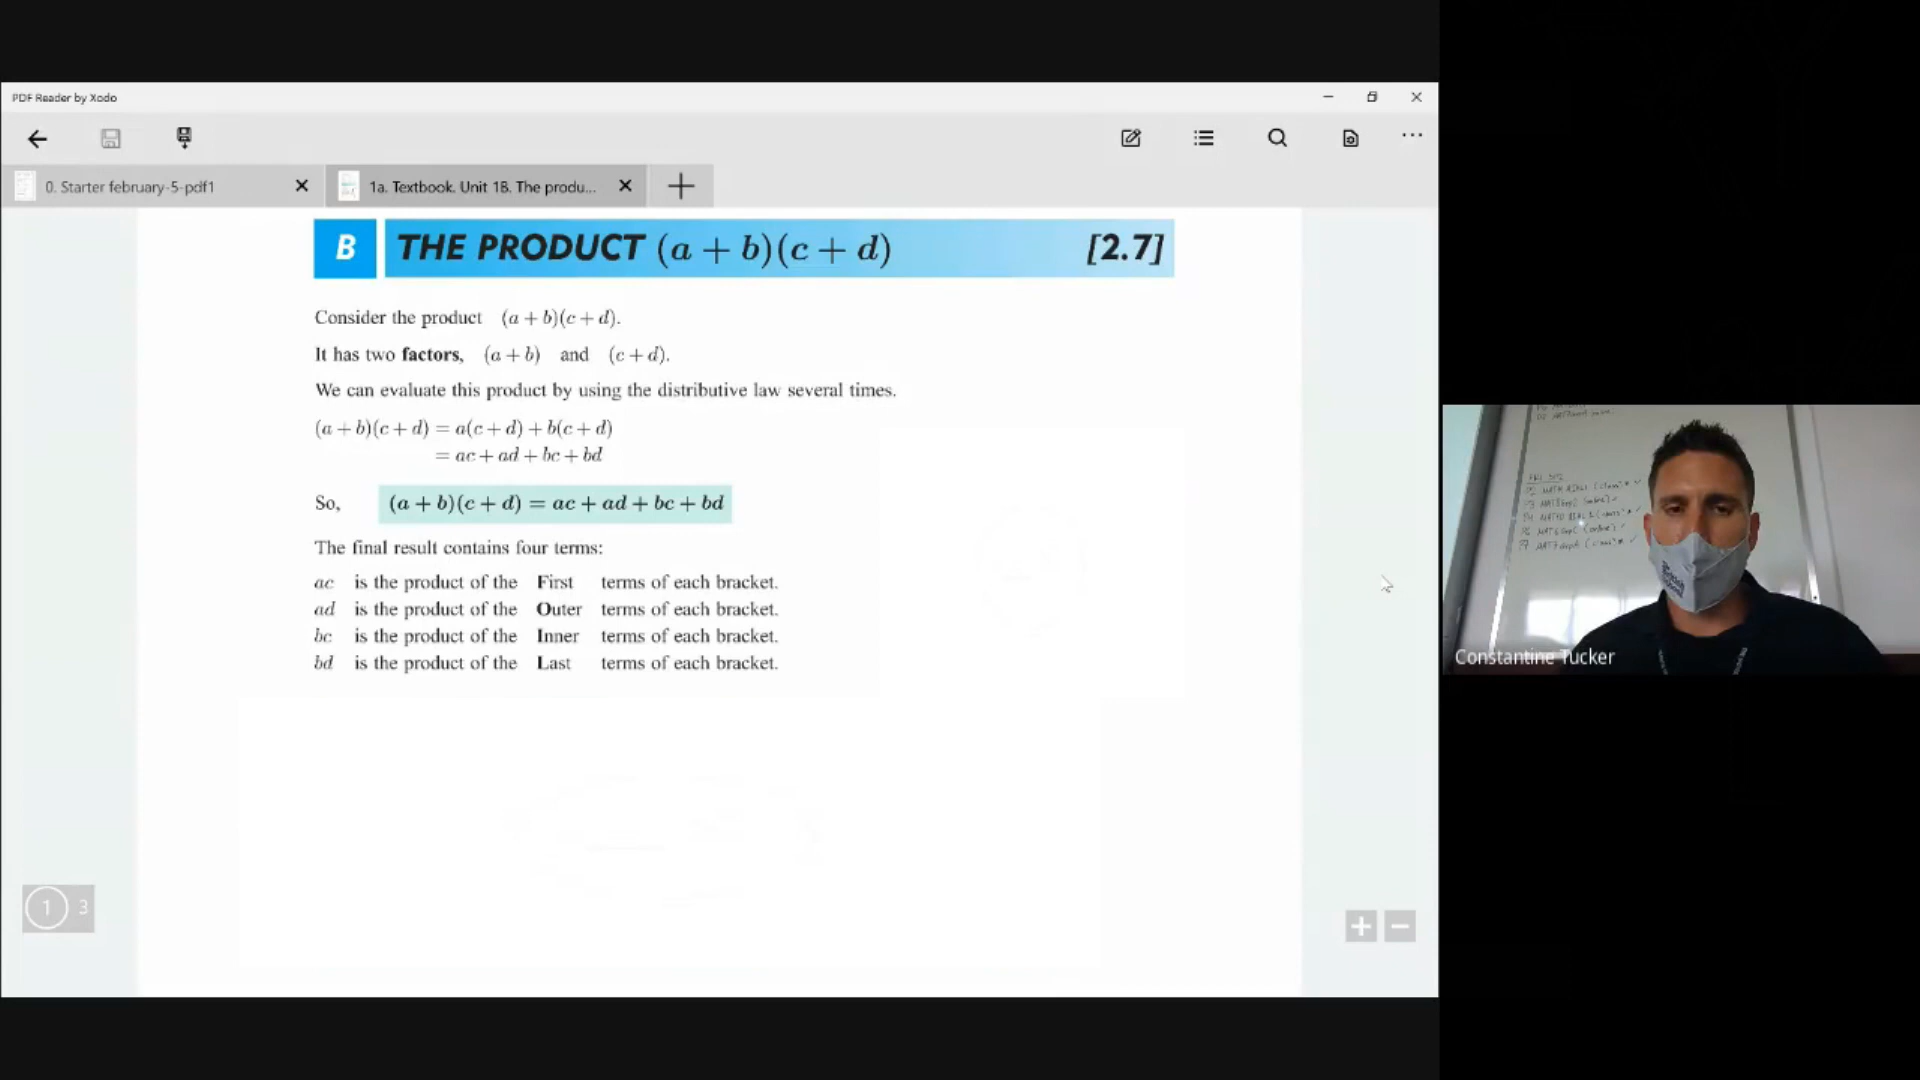 PDF Reader by Xodo
0. Starter february-5-pdf1
1a. Textbook. Unit 1B. The produ...
B THE PRODUCT (a + b)(c + d) [2.7]
Consider the product (a + b)(c + d).
It has two factors, (a + b) and (c + d).
We can evaluate this product by using the distributive law several times.
(a + b)(c + d) = a(c + d) + b(c + d)
= ac + ad + bc + bd
So, (a + b)(c + d) = ac + ad + bc + bd
The final result contains four terms:
ac is the product of the First terms of each bracket.
ad is the product of the Outer terms of each bracket.
bc is the product of the Inner terms of each bracket.
bd is the product of the Last terms of each bracket.
1 3
Constantine Tucker